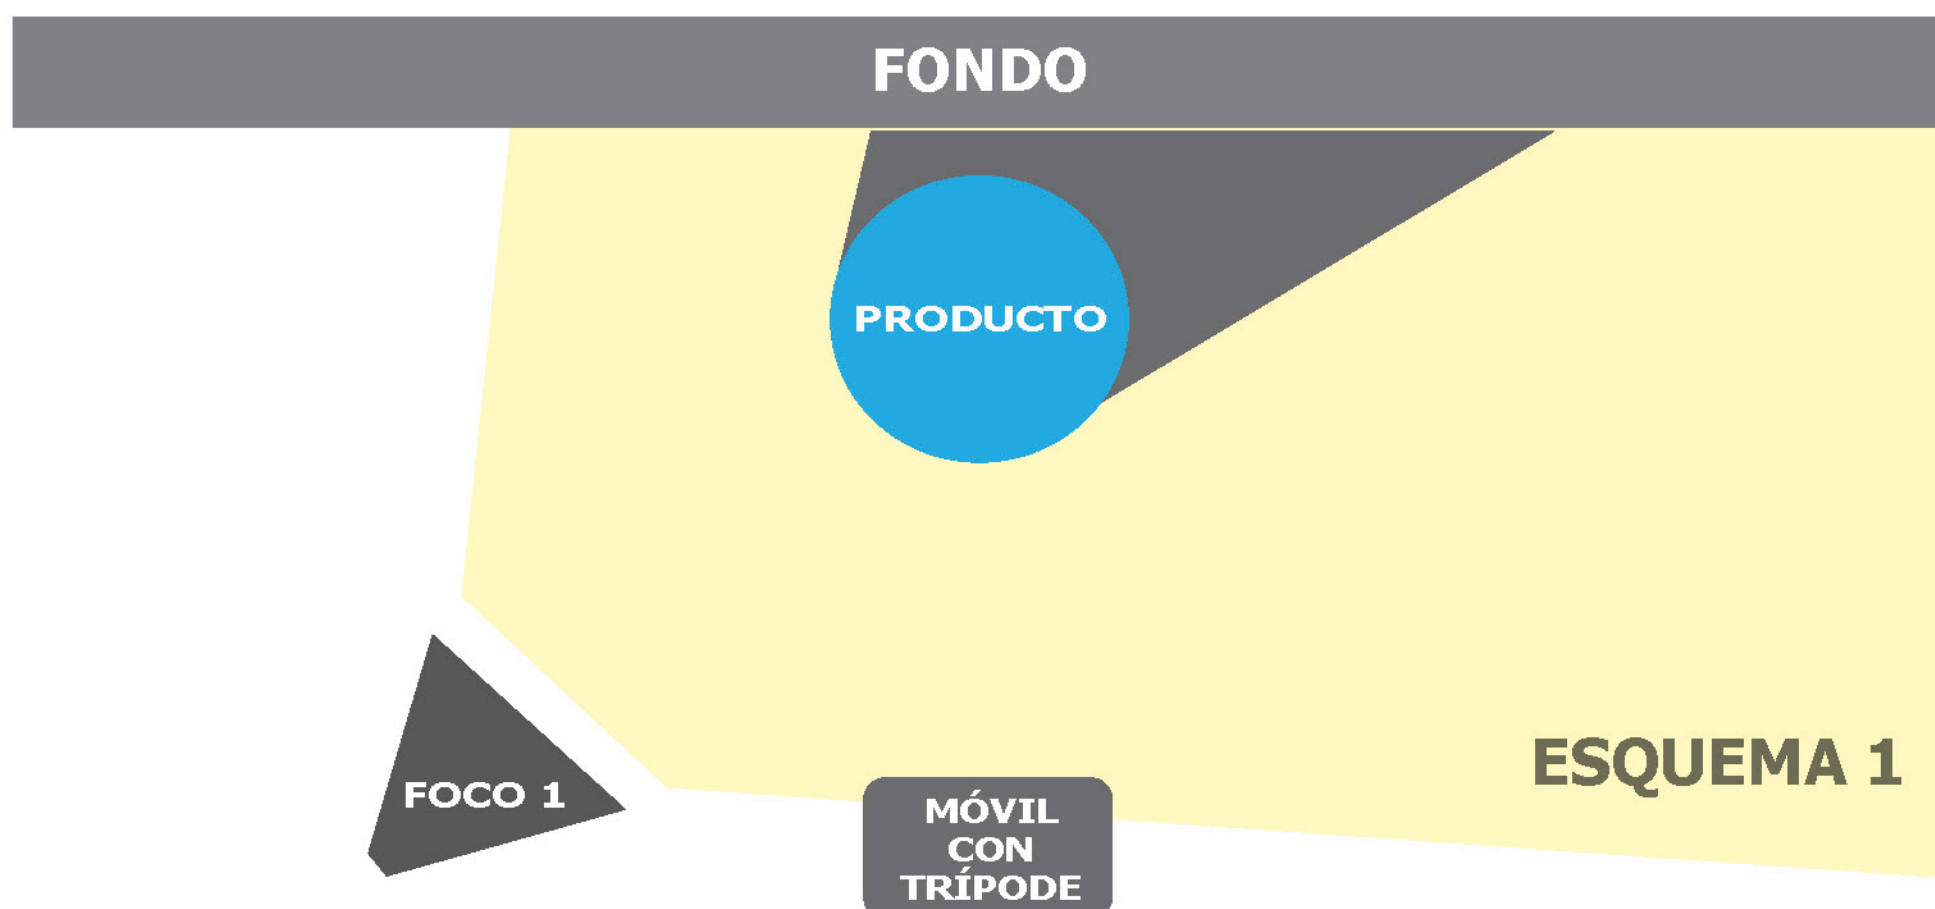 FONDO
PRODUCTO
ESQUEMA 1
FOCO 1
MÓVIL
CON
TRÍPODE